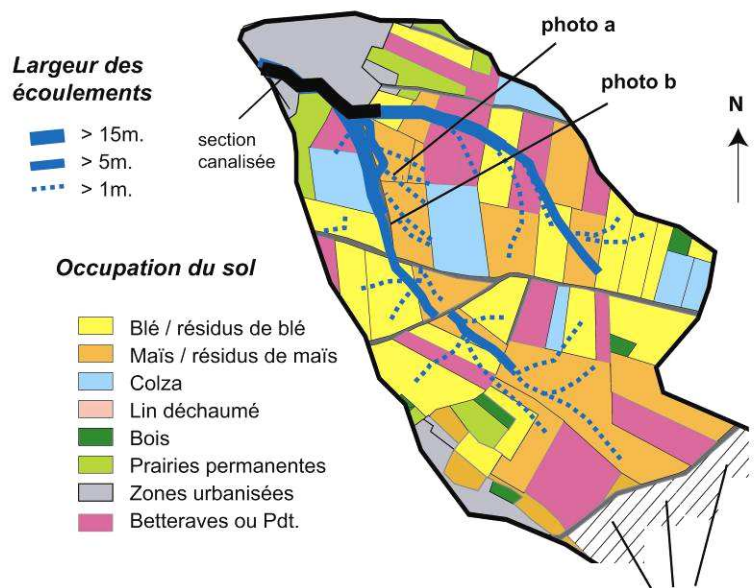 photo a
photo b
Largeur des
écoulements
> 15m.
> 5m.
> 1m.
section
canalisée
N
Occupation du sol
Blé / résidus de blé
Maïs / résidus de maïs
Colza
Lin déchaumé
Bois
Prairies permanentes
Zones urbanisées
Betteraves ou Pdt.